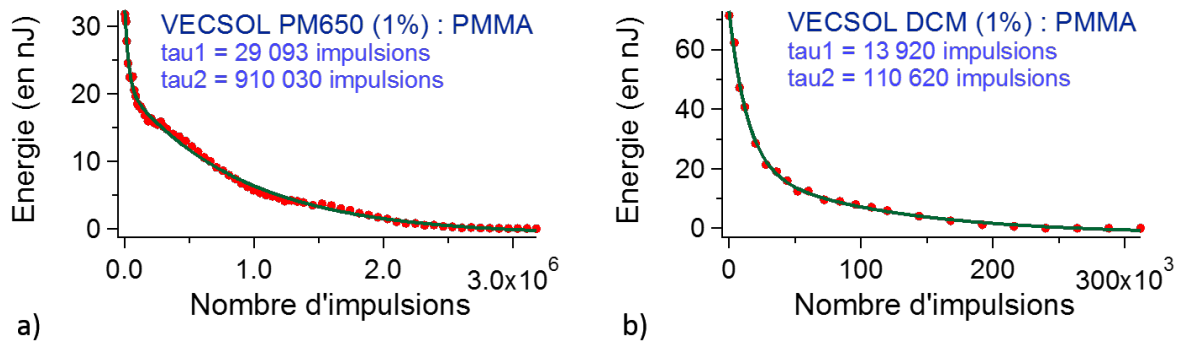 VECSOL PM650 (1%) : PMMA
tau1 = 29 093 impulsions
tau2 = 910 030 impulsions
Energie (en nJ)
30
20
10
0
0.0
1.0
2.0
3.0x10^6
Nombre d'impulsions
a)
VECSOL DCM (1%) : PMMA
tau1 = 13 920 impulsions
tau2 = 110 620 impulsions
Energie (en nJ)
60
40
20
0
0
100
200
300x10^3
Nombre d'impulsions
b)